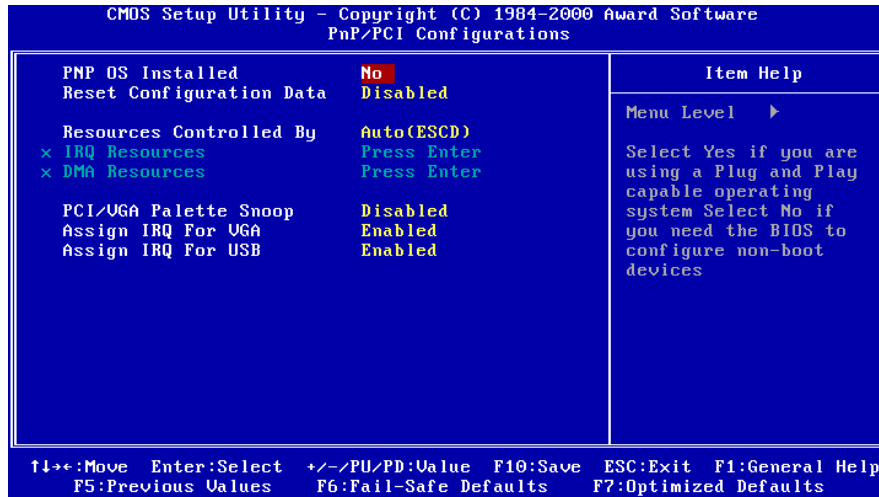 CMOS Setup Utility – Copyright (C) 1984-2000 Award Software
PnP/PCI Configurations
PNP OS Installed No
Reset Configuration Data Disabled
Resources Controlled By Auto(ESCD)
x IRQ Resources Press Enter
x DMA Resources Press Enter
PCI/VGA Palette Snoop Disabled
Assign IRQ For VGA Enabled
Assign IRQ For USB Enabled
Item Help
Menu Level ▶
Select Yes if you are
using a Plug and Play
capable operating
system Select No if
you need the BIOS to
configure non-boot
devices
↑↓→←:Move Enter:Select +/-/PU/PD:Value F10:Save ESC:Exit F1:General Help
F5:Previous Values F6:Fail-Safe Defaults F7:Optimized Defaults